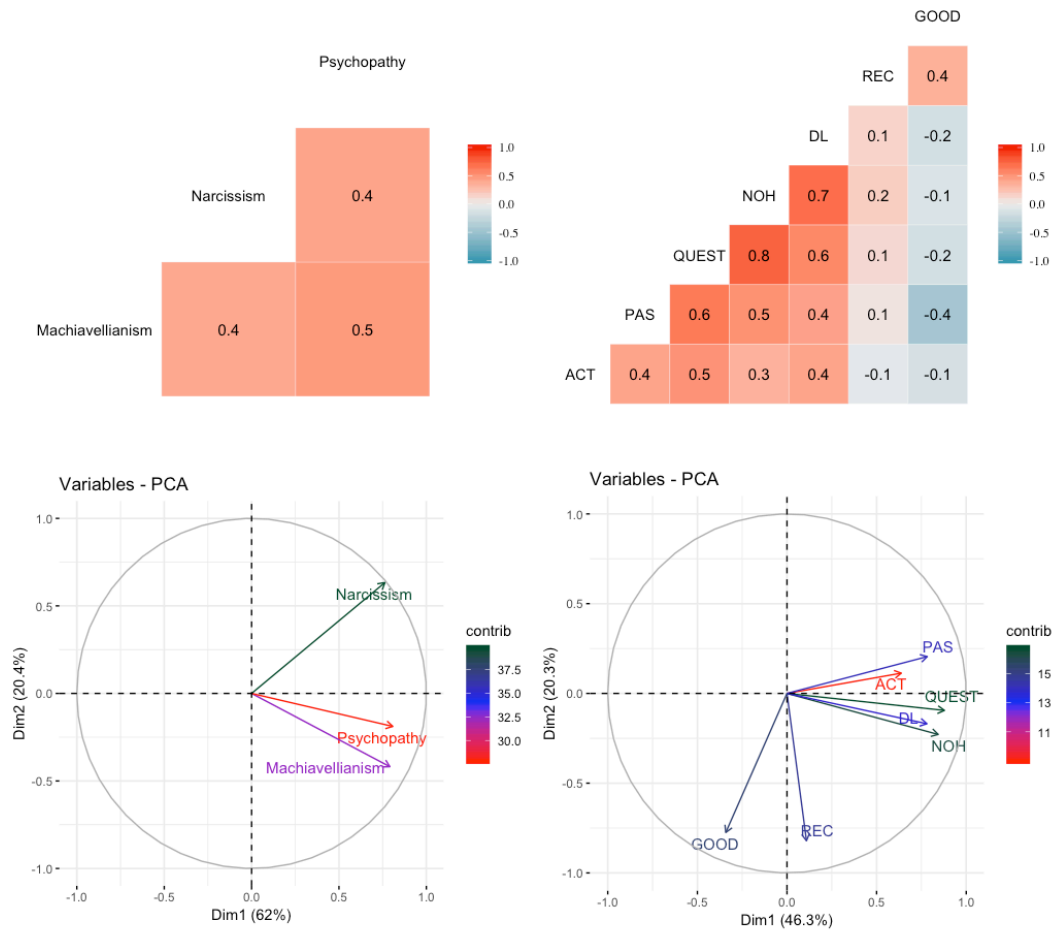 Psychopathy
Narcissism
0.4
Machiavellianism
0.4
0.5
1.0
0.5
0.0
-0.5
-1.0
GOOD
REC
0.4
DL
0.1
-0.2
NOH
0.7
0.2
-0.1
QUEST
0.8
0.6
0.1
-0.2
PAS
0.6
0.5
0.4
0.1
-0.4
ACT
0.4
0.5
0.3
0.4
-0.1
-0.1
1.0
0.5
0.0
-0.5
-1.0
Variables - PCA
1.0
0.5
0.0
-0.5
-1.0
Dim2 (20.4%)
Narcissism
Psychopathy
Machiavellianism
-1.0
-0.5
0.0
0.5
1.0
Dim1 (62%)
contrib
37.5
35.0
32.5
30.0
Variables - PCA
1.0
0.5
0.0
-0.5
-1.0
Dim2 (20.3%)
PAS
ACT
QUEST
DL
NOH
REC
GOOD
-1.0
-0.5
0.0
0.5
1.0
Dim1 (46.3%)
contrib
15
13
11